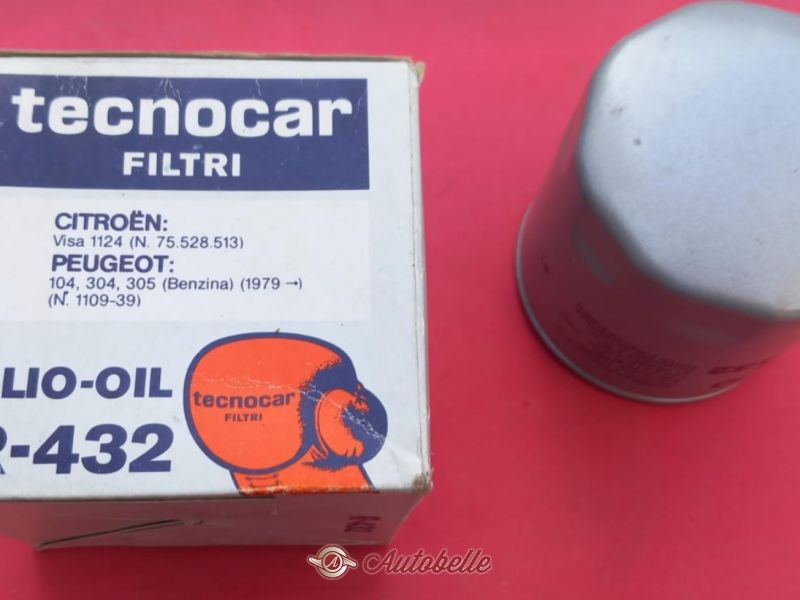 tecnocar
FILTRI
CITROËN:
Visa 1124 (N. 75.528.513)
PEUGEOT:
104, 304, 305 (Benzina) (1979 →)
(N. 1109-39)
LIO-OIL
R-432
tecnocar
FILTRI
R-432
Autobelle